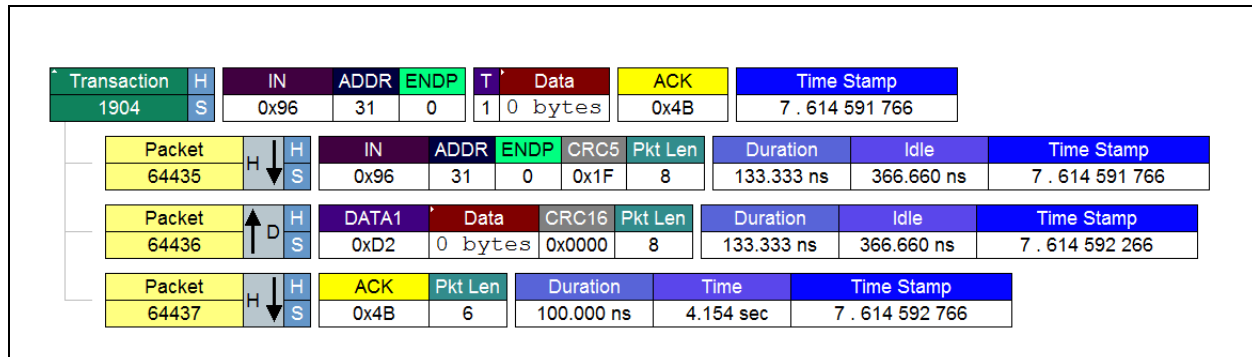 Transaction H IN ADDR ENDP T Data ACK Time Stamp
1904 S 0x96 31 0 1 0 bytes 0x4B 7 . 614 591 766
Packet H H IN ADDR ENDP CRC5 Pkt Len Duration Idle Time Stamp
64435 S 0x96 31 0 0x1F 8 133.333 ns 366.660 ns 7 . 614 591 766
Packet D H DATA1 Data CRC16 Pkt Len Duration Idle Time Stamp
64436 S 0xD2 0 bytes 0x0000 8 133.333 ns 366.660 ns 7 . 614 592 266
Packet H H ACK Pkt Len Duration Time Time Stamp
64437 S 0x4B 6 100.000 ns 4.154 sec 7 . 614 592 766